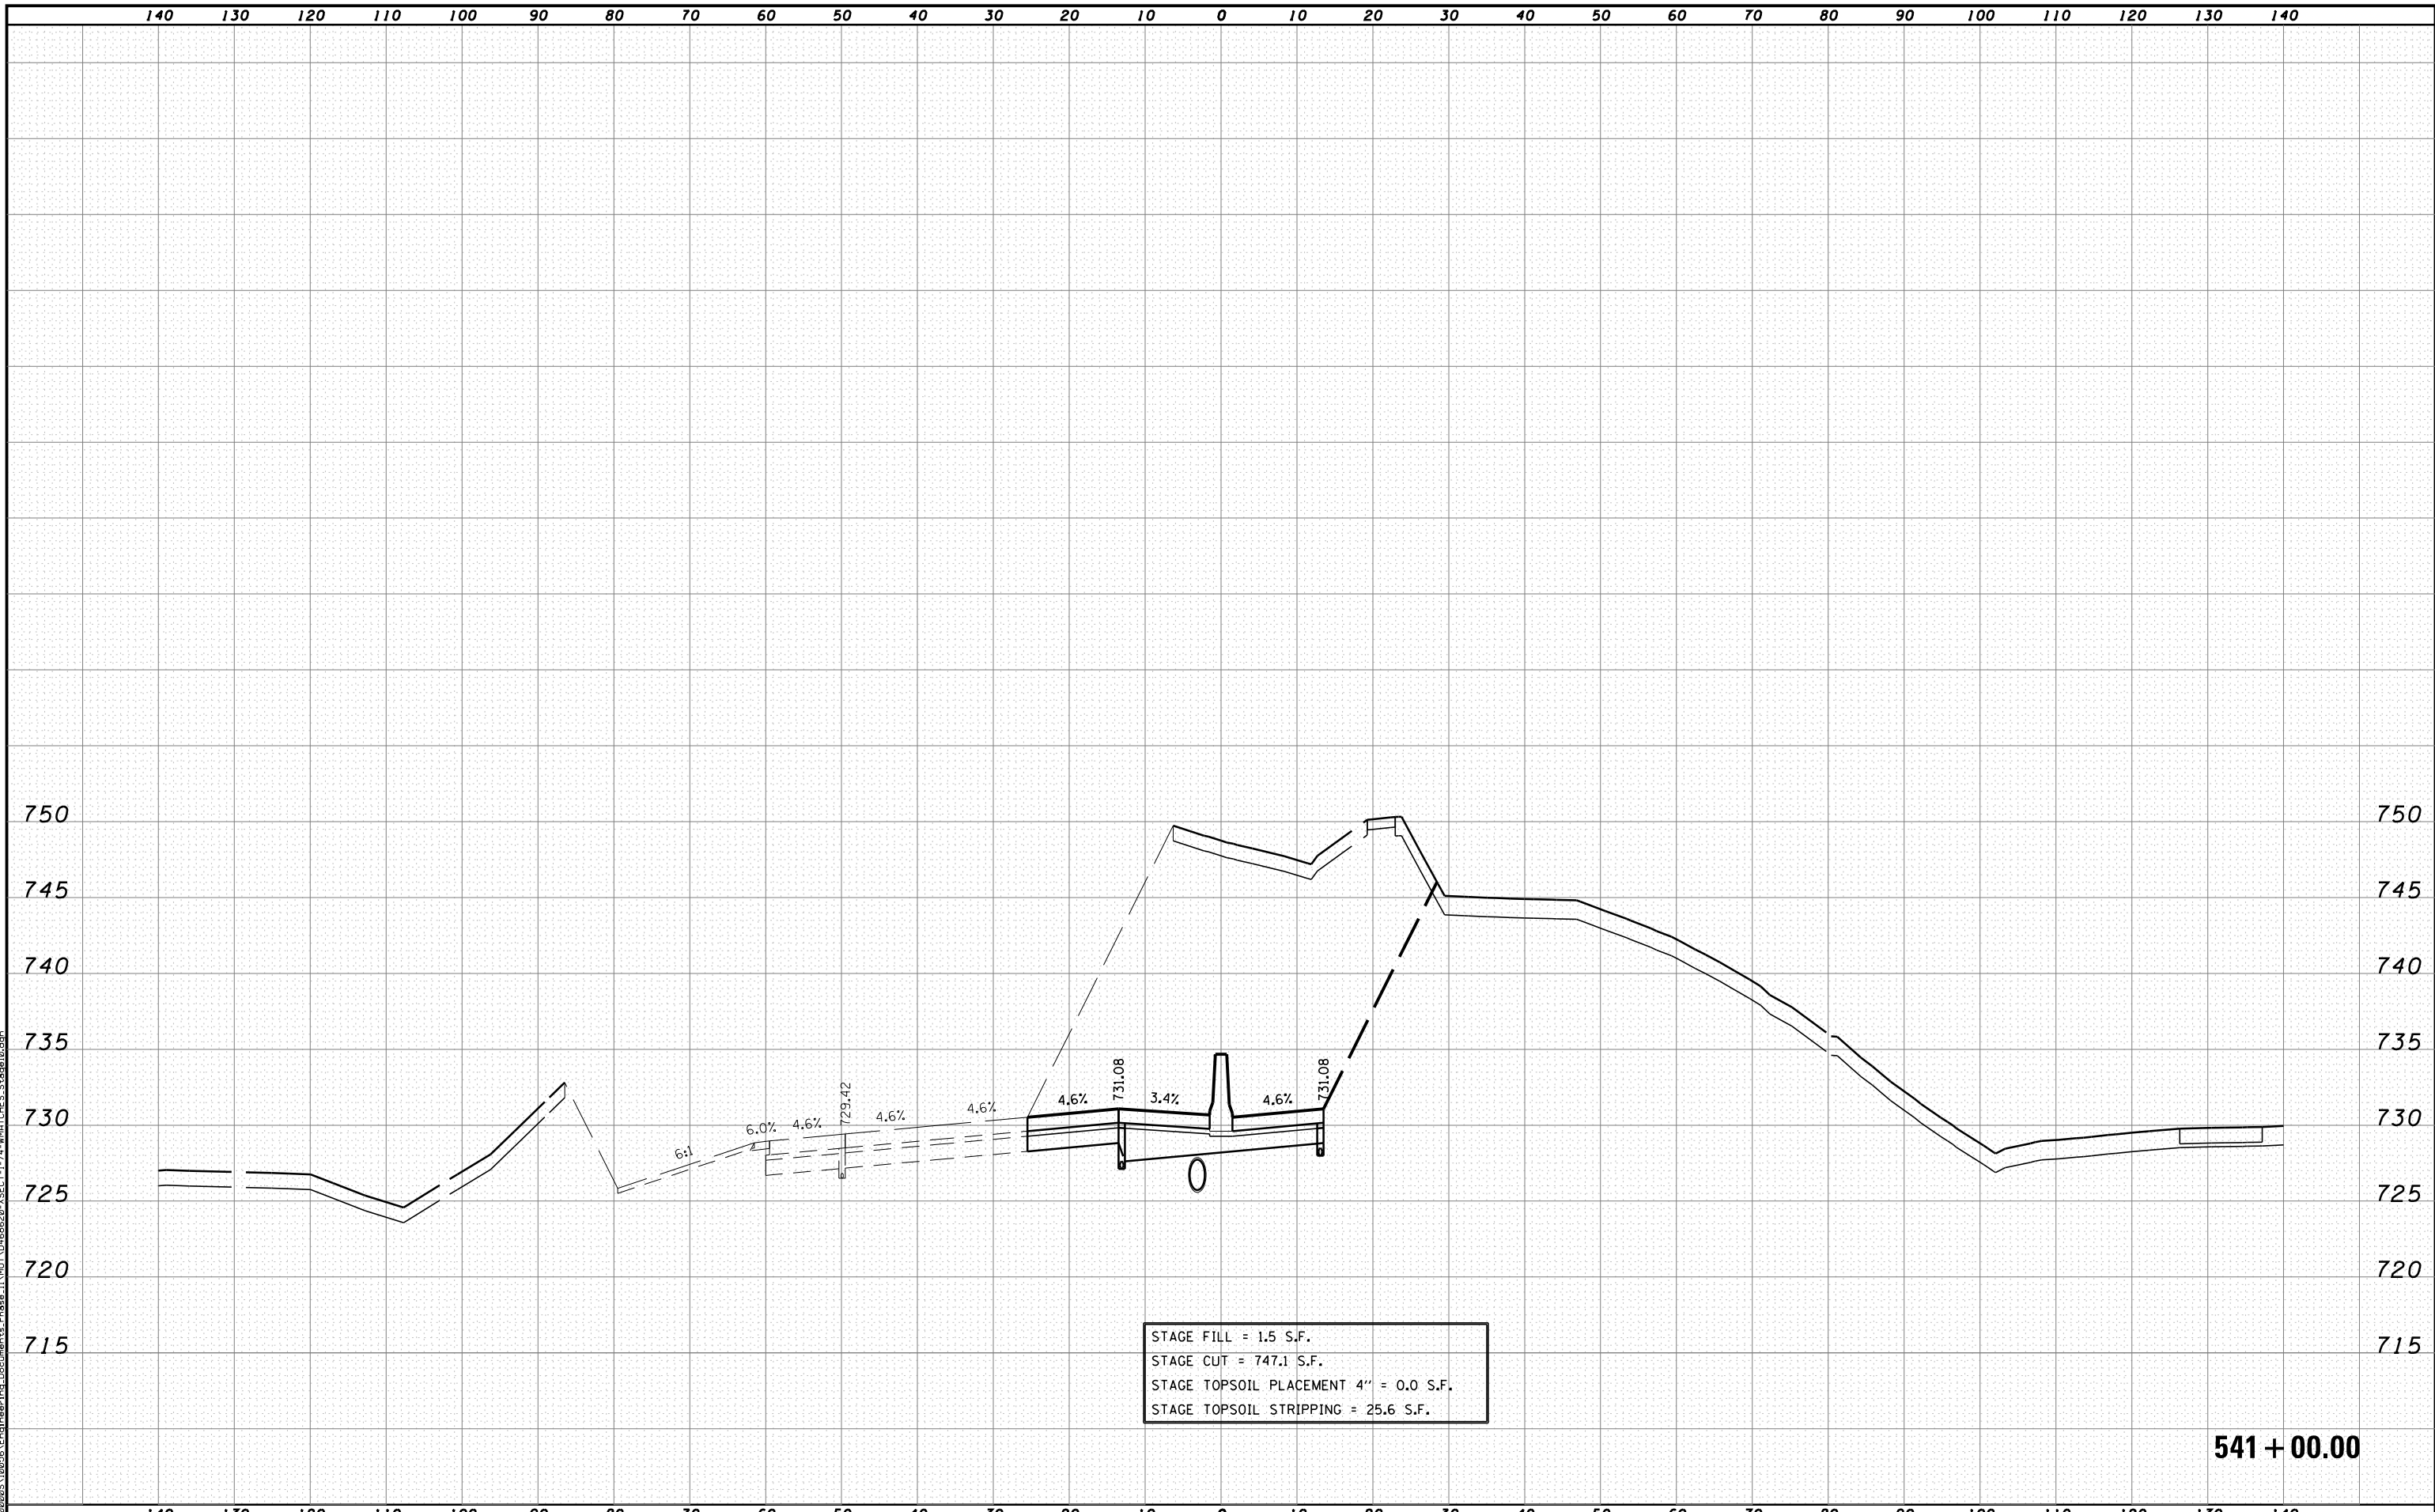 140 130 120 110 100 90 80 70 60 50 40 30 20 10 0 10 20 30 40 50 60 70 80 90 100 110 120 130 140
750 750
745 745
740 740
735 735
731.08 731.08
729.42
730 6:1 6.0% 4.6% 4.6% 4.6% 4.6% 3.4% 4.6% 730
725 725
720 720
715 715
STAGE FILL = 1.5 S.F.
STAGE CUT = 747.1 S.F.
STAGE TOPSOIL PLACEMENT 4" = 0.0 S.F.
STAGE TOPSOIL STRIPPING = 25.6 S.F.
541+00.00